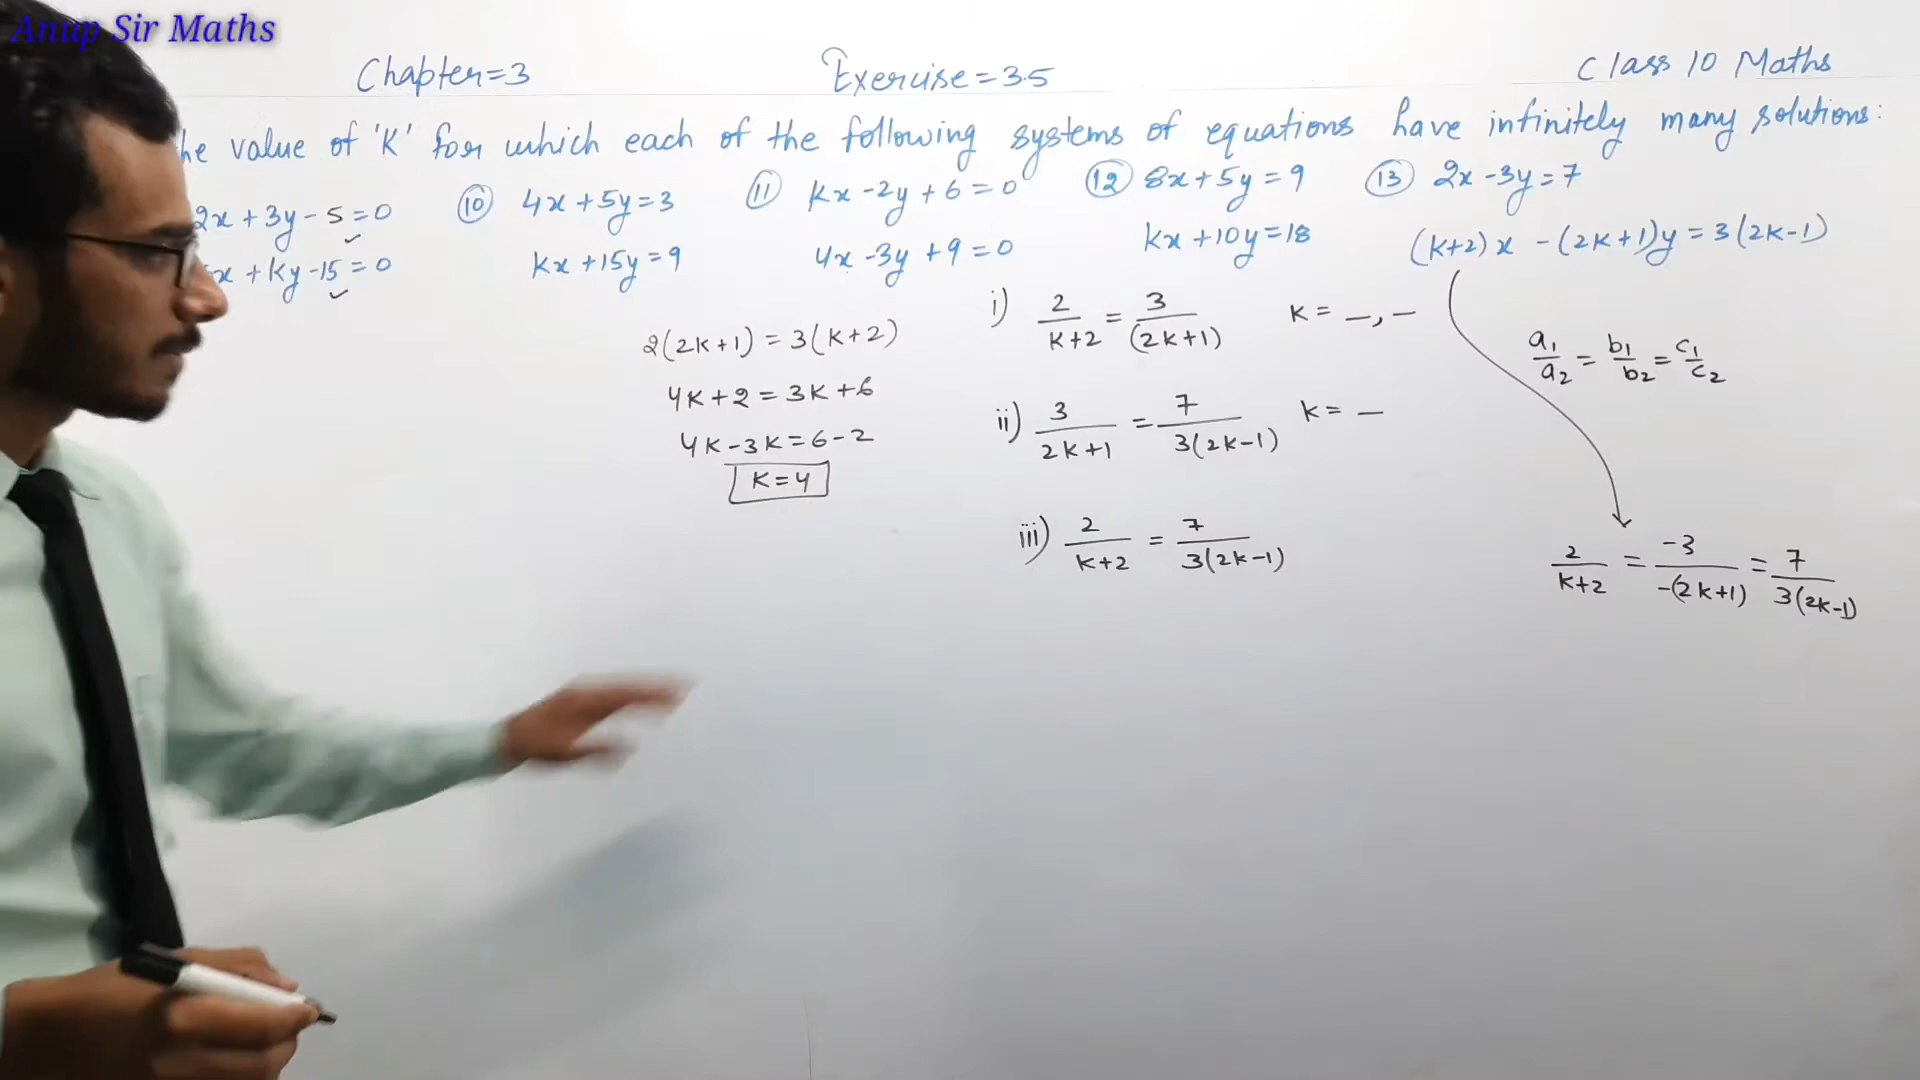 Anup Sir Maths
Chapter=3 Exercise=3.5 Class 10 Maths
value of 'K' for which each of the following systems of equations have infinitely many solutions:
2x+3y-5=0
x+ky-15=0
(10) 4x+5y=3
kx+15y=9
(11) kx-2y+6=0
4x-3y+9=0
(12) 8x+5y=9
kx+10y=18
(13) 2x-3y=7
(k+2)x-(2k+1)y=3(2k-1)
2(2k+1)=3(k+2)
4k+2=3k+6
4k-3k=6-2
k=4
i) 2/k+2 = 3/(2k+1) k= _,_
ii) 3/2k+1 = 7/3(2k-1) k= _
iii) 2/k+2 = 7/3(2k-1)
a₁/a₂ = b₁/b₂ = c₁/c₂
2/k+2 = -3/-(2k+1) = 7/3(2k-1)